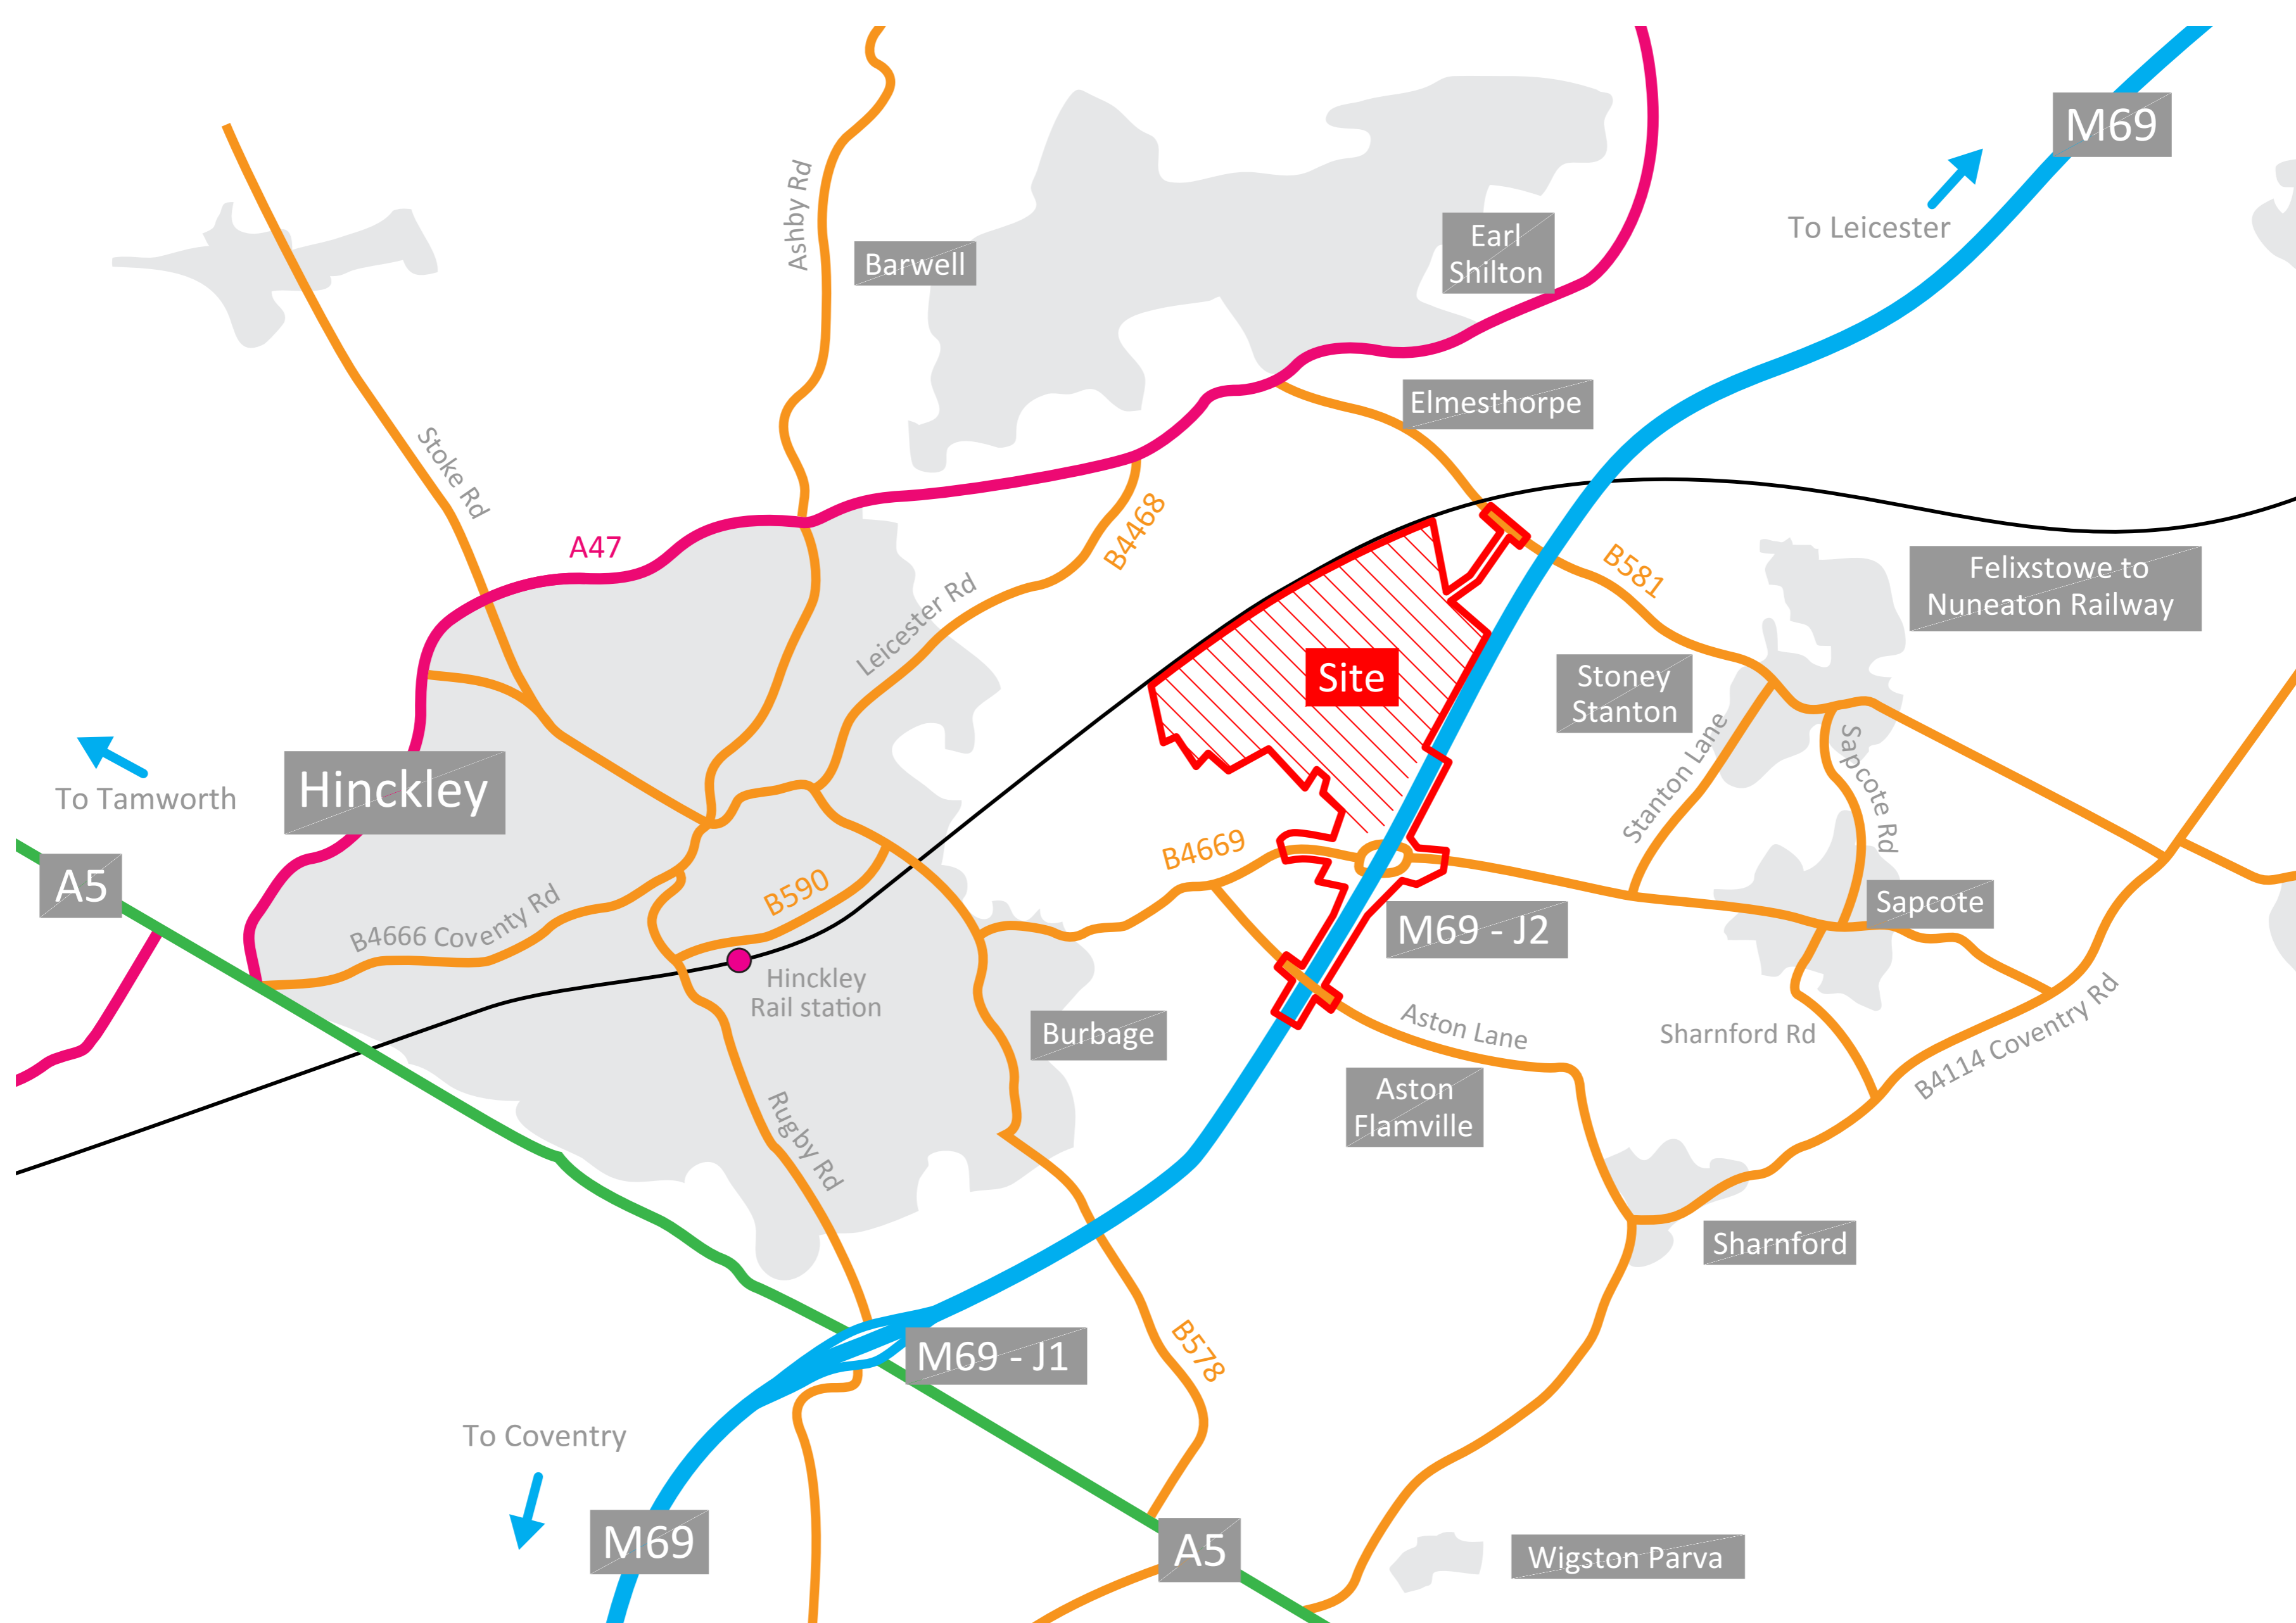 M69
To Leicester
Ashby Rd
Barwell
Earl
Shilton
Elmesthorpe
Stoke Rd
A47
B4468
Leicester Rd
B581
Felixstowe to
Nuneaton Railway
Site
Stoney
Stanton
Stanton Lane
Sapcote Rd
To Tamworth
Hinckley
A5
B4669
B590
B4666 Coventy Rd
Sapcote
M69 - J2
Hinckley
Rail station
Burbage
Aston Lane
Sharnford Rd
B4114 Coventry Rd
Aston
Flamville
Rugby Rd
Sharnford
M69 - J1
B578
To Coventry
M69
A5
Wigston Parva